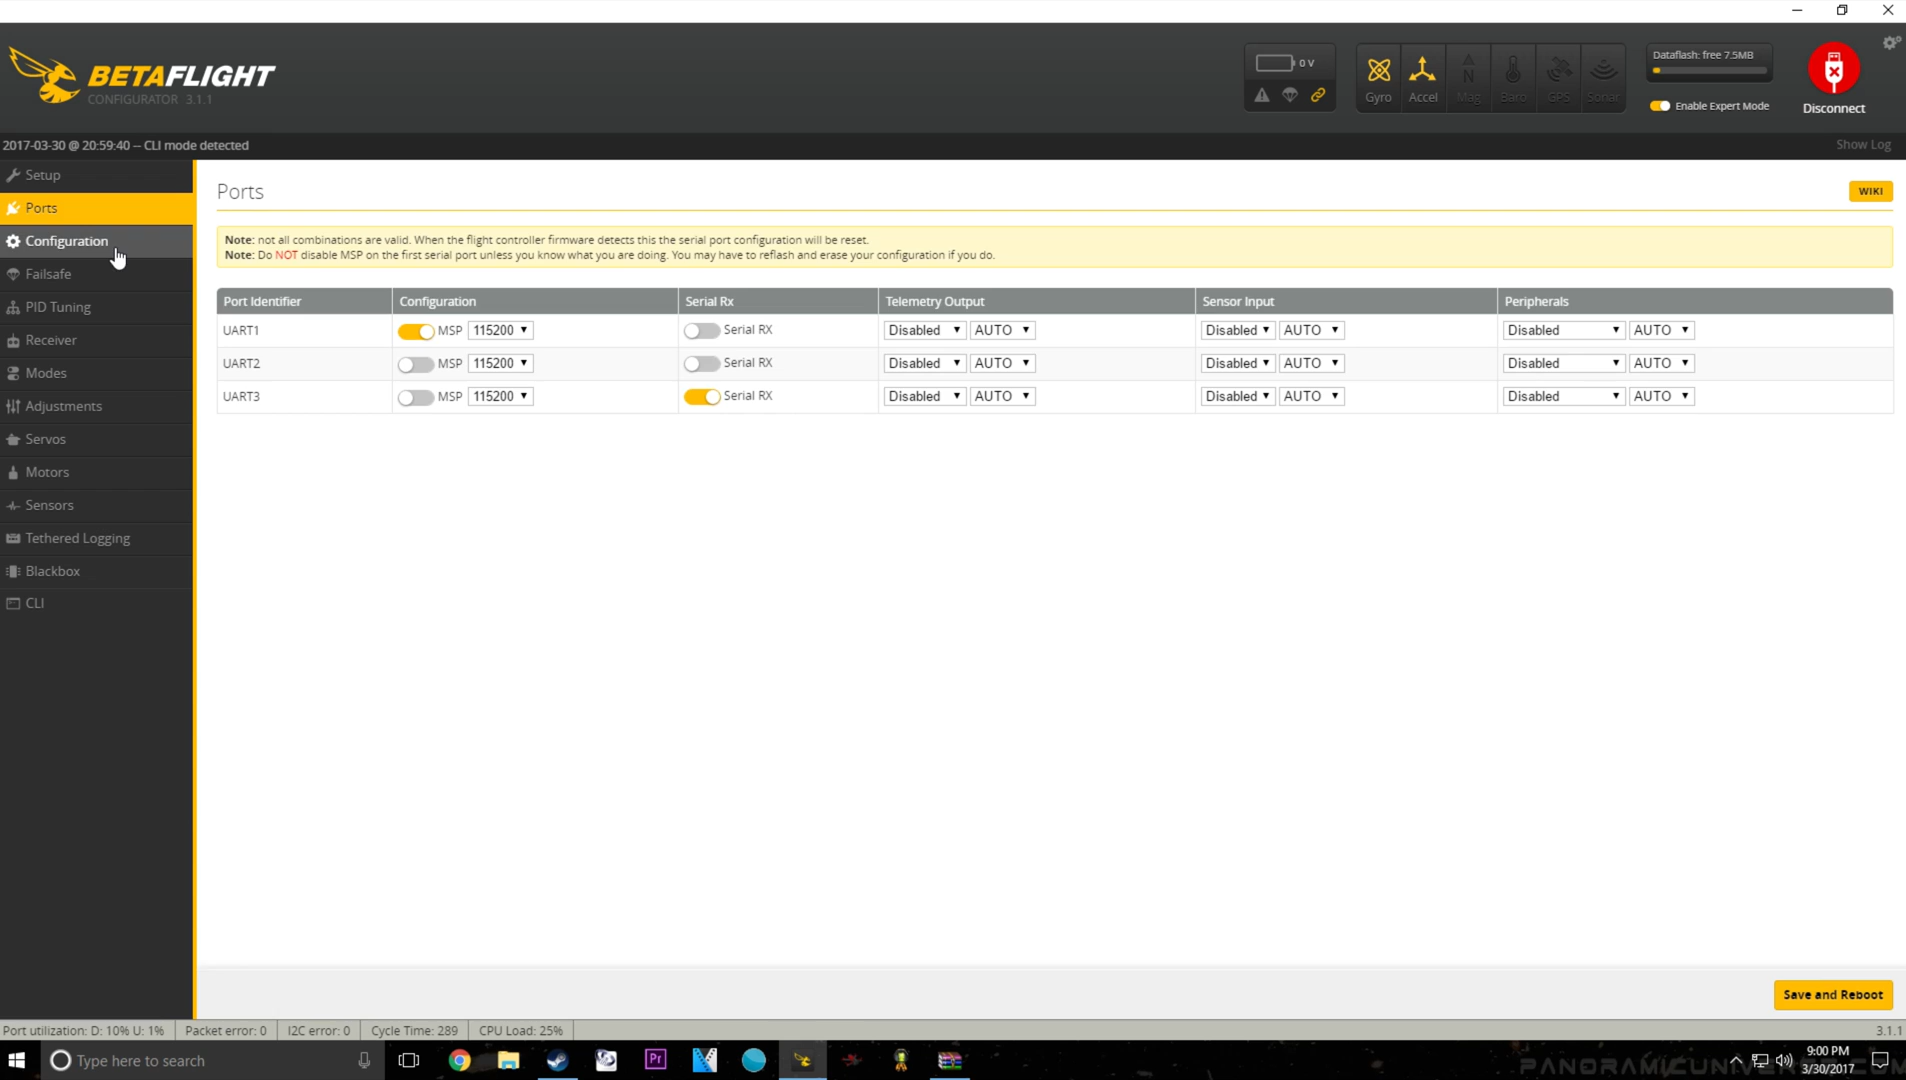 BETAFLIGHT
CONFIGURATOR 3.1.1
0 V
Gyro
Accel
Mag
Baro
GPS
Sonar
Dataflash: free 7.5MB
Enable Expert Mode
Disconnect
2017-03-30 @ 20:59:40 -- CLI mode detected
Show Log
Setup
Ports
Configuration
Failsafe
PID Tuning
Receiver
Modes
Adjustments
Servos
Motors
Sensors
Tethered Logging
Blackbox
CLI
Ports
WIKI
Note: not all combinations are valid. When the flight controller firmware detects this the serial port configuration will be reset.
Note: Do NOT disable MSP on the first serial port unless you know what you are doing. You may have to reflash and erase your configuration if you do.
Port Identifier Configuration Serial Rx Telemetry Output Sensor Input Peripherals
UART1 MSP 115200 Serial RX Disabled AUTO Disabled AUTO Disabled AUTO
UART2 MSP 115200 Serial RX Disabled AUTO Disabled AUTO Disabled AUTO
UART3 MSP 115200 Serial RX Disabled AUTO Disabled AUTO Disabled AUTO
Save and Reboot
Port utilization: D: 10% U: 1% Packet error: 0 I2C error: 0 Cycle Time: 289 CPU Load: 25% 3.1.1
Type here to search
Pr
9:00 PM
3/30/2017